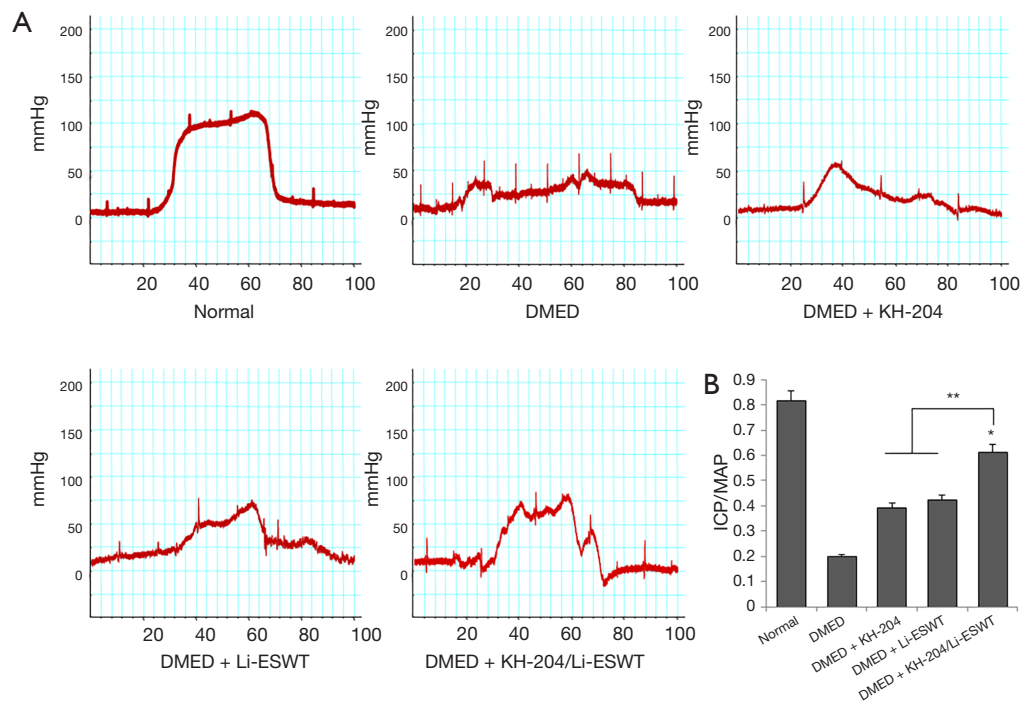 A
200
150
100
50
0
mmHg
20 40 60 80 100
Normal
200
150
100
50
0
mmHg
20 40 60 80 100
DMED
200
150
100
50
0
mmHg
20 40 60 80 100
DMED + KH-204
200
150
100
50
0
mmHg
20 40 60 80 100
DMED + Li-ESWT
200
150
100
50
0
mmHg
20 40 60 80 100
DMED + KH-204/Li-ESWT
B
0.9
0.8
0.7
0.6
0.5
0.4
0.3
0.2
0.1
0
ICP/MAP
**
*
Normal
DMED
DMED + KH-204
DMED + Li-ESWT
DMED + KH-204/Li-ESWT